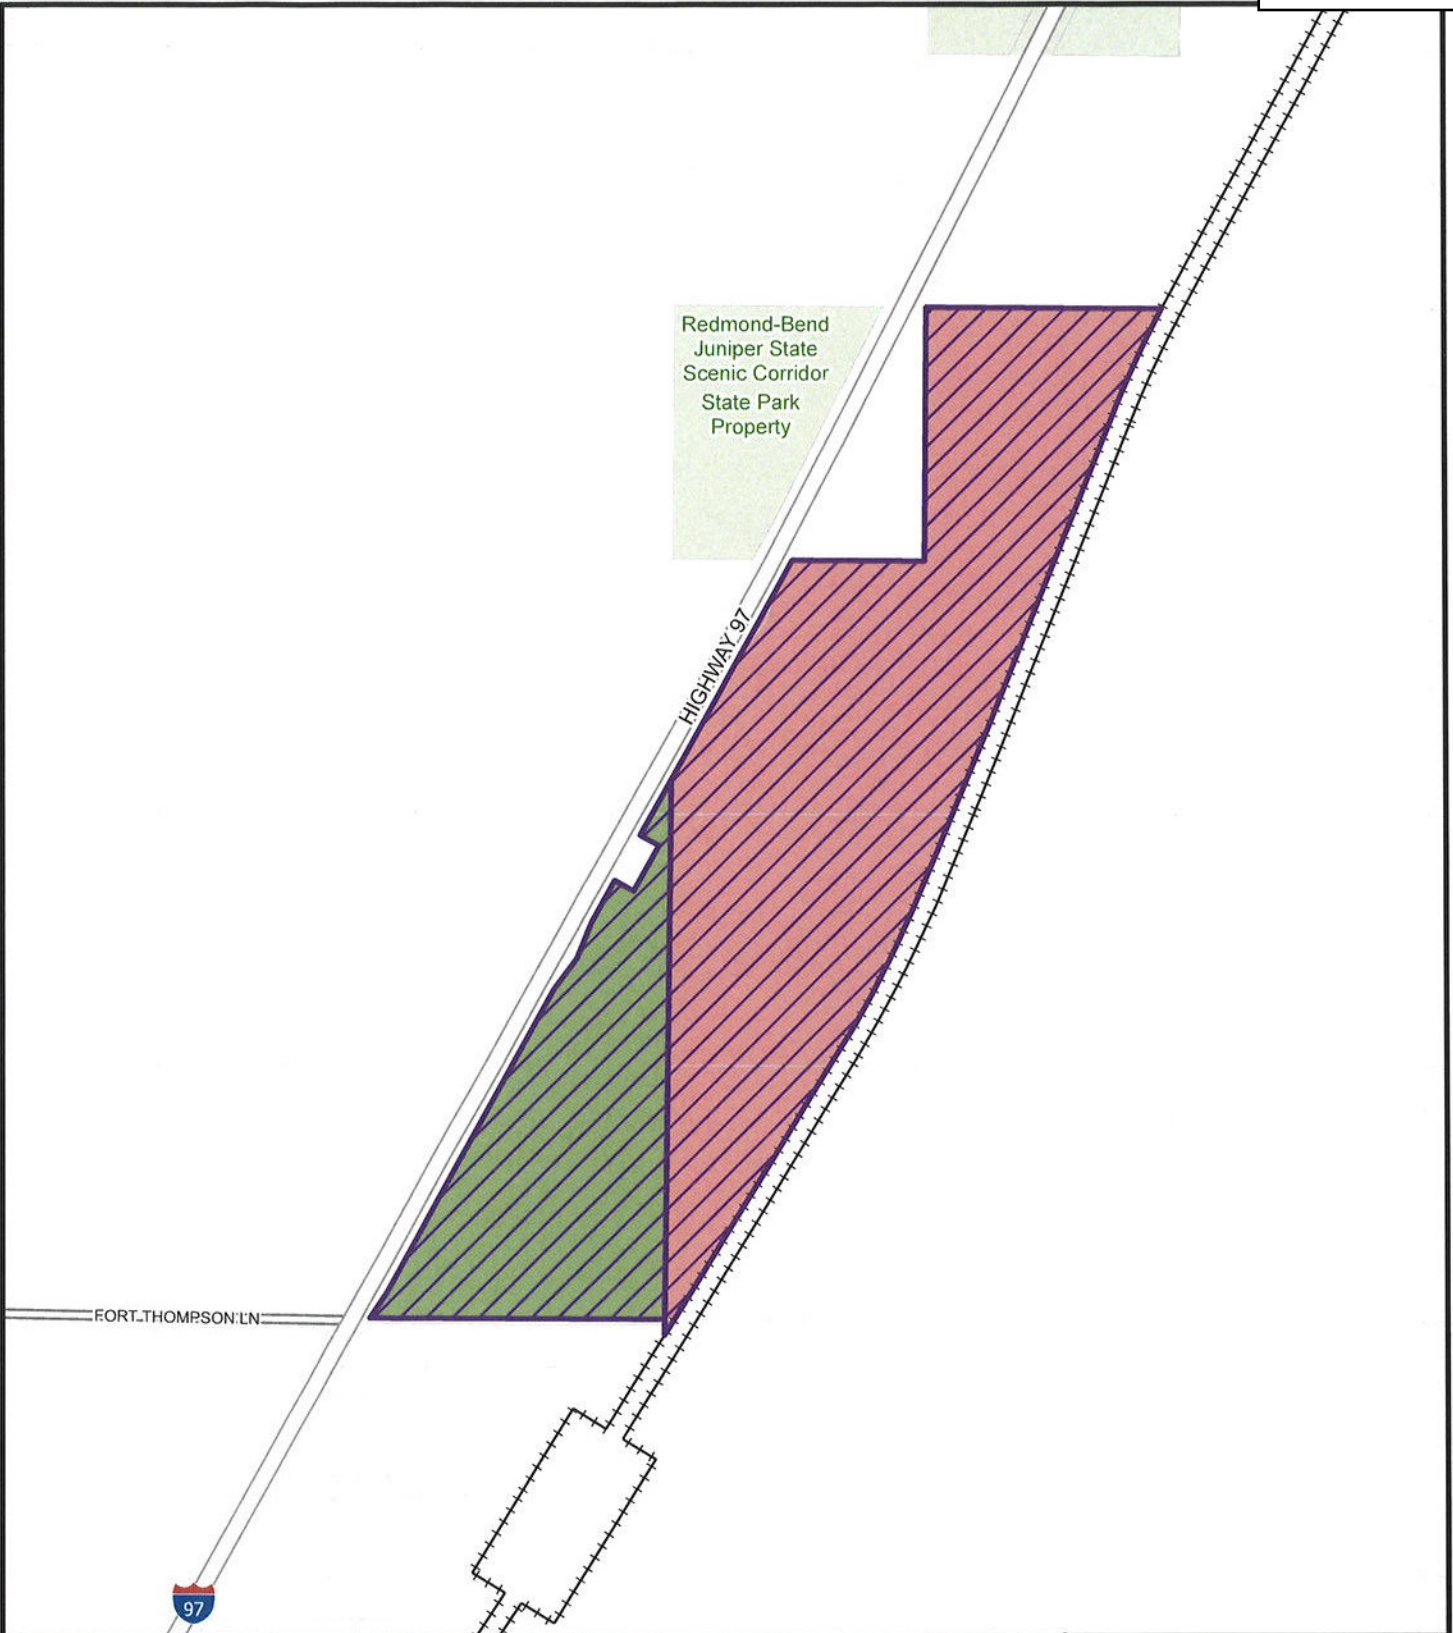 Redmond-Bend
Juniper State
Scenic Corridor
State Park
Property
HIGHWAY 97
FORT THOMPSON LN
97